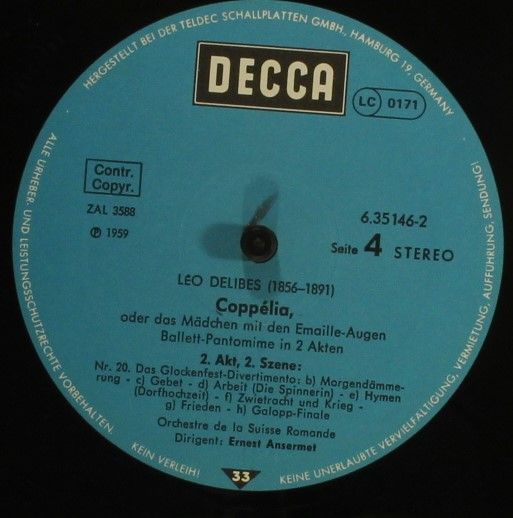 HERGESTELLT BEI DER TELDEC SCHALLPLATTEN GMBH, HAMBURG 19, GERMANY
DECCA
LC 0171
Contr.
Copyr.
ZAL 3588
℗ 1959
6.35146-2
Seite 4 STEREO
LÉO DELIBES (1856–1891)
Coppélia,
oder das Mädchen mit den Emaille-Augen
Ballett-Pantomime in 2 Akten
2. Akt, 2. Szene:
Nr. 20. Das Glockenfest-Divertimento: b) Morgendämme-
rung - c) Gebet - d) Arbeit (Die Spinnerin) - e) Hymen
(Dorfhochzeit) - f) Zwietracht und Krieg -
g) Frieden - h) Galopp-Finale
Orchestre de la Suisse Romande
Dirigent: Ernest Ansermet
33
ALLE URHEBER- UND LEISTUNGSSCHUTZRECHTE VORBEHALTEN.
KEIN VERLEIH!
KEINE UNERLAUBTE VERVIELFÄLTIGUNG, VERMIETUNG, AUFFÜHRUNG, SENDUNG!